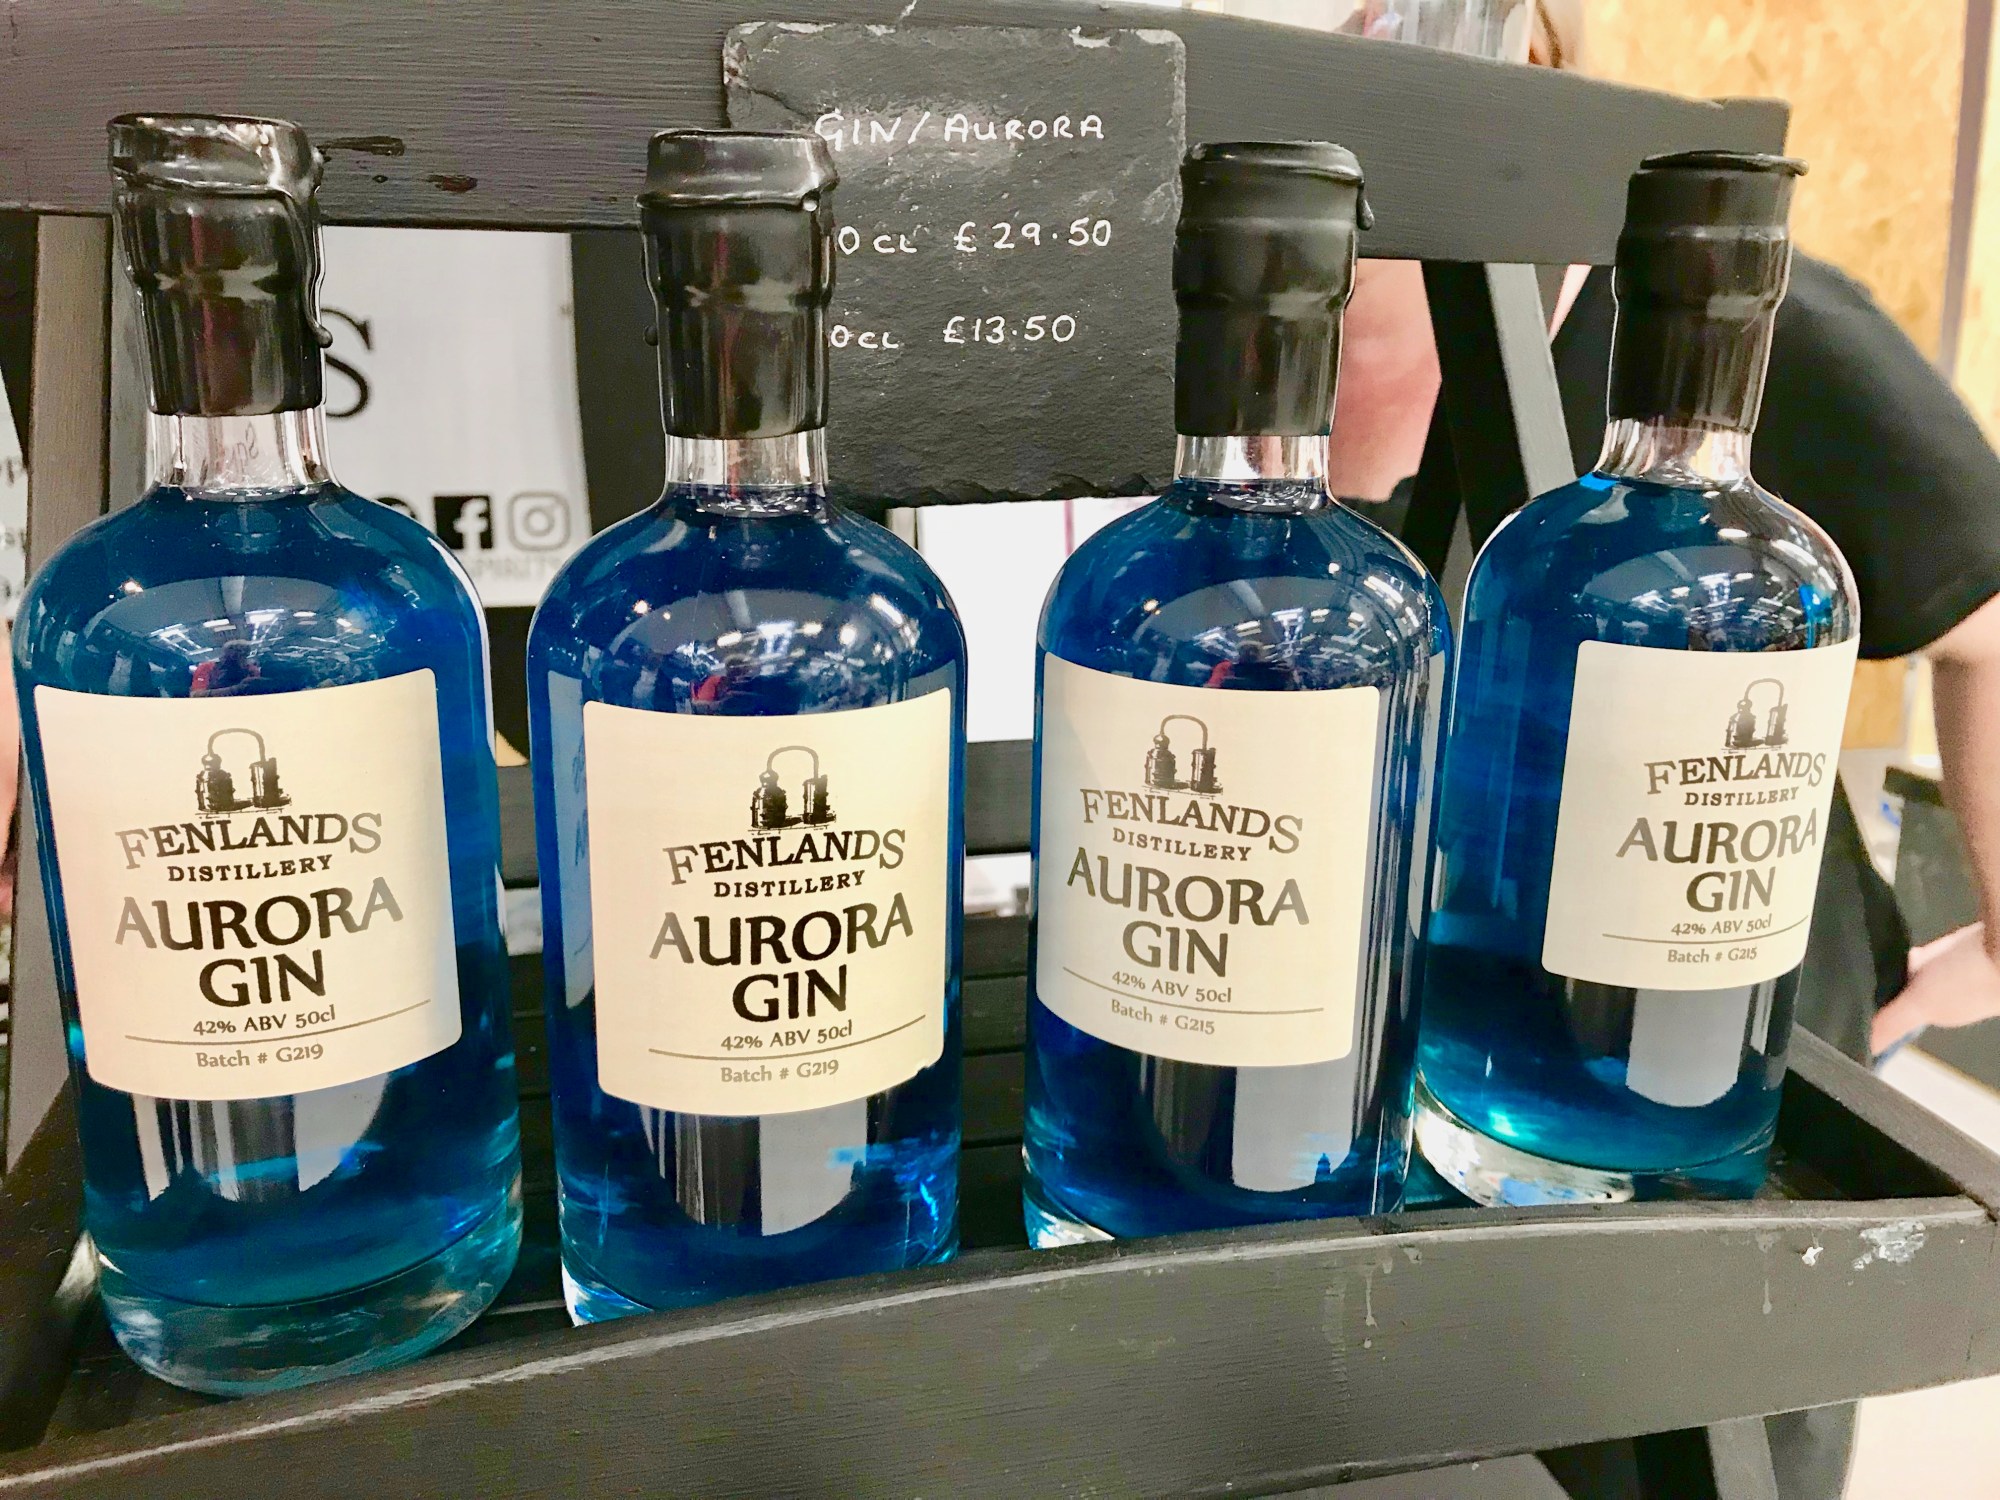 GIN/AURORA
0cl £29.50
0cl £13.50
S
FENLANDS
DISTILLERY
AURORA
GIN
42% ABV 50cl
Batch # G219
FENLANDS
DISTILLERY
AURORA
GIN
42% ABV 50cl
Batch # G219
FENLANDS
DISTILLERY
AURORA
GIN
42% ABV 50cl
Batch # G215
FENLANDS
DISTILLERY
AURORA
GIN
42% ABV 50cl
Batch # G215